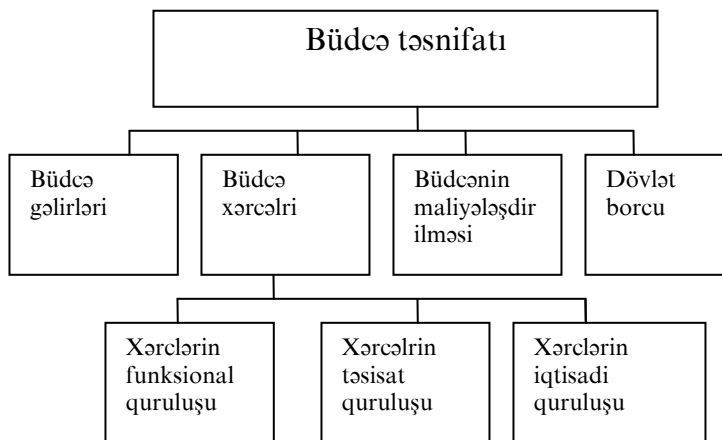 Büdcə təsnifatı
Büdcə
gəlirləri
Büdcə
xərcəlri
Büdcənin
maliyələşdir
ilməsi
Dövlət
borcu
Xərclərin
funksional
quruluşu
Xərcəlrin
təsisat
quruluşu
Xərclərin
iqtisadi
quruluşu